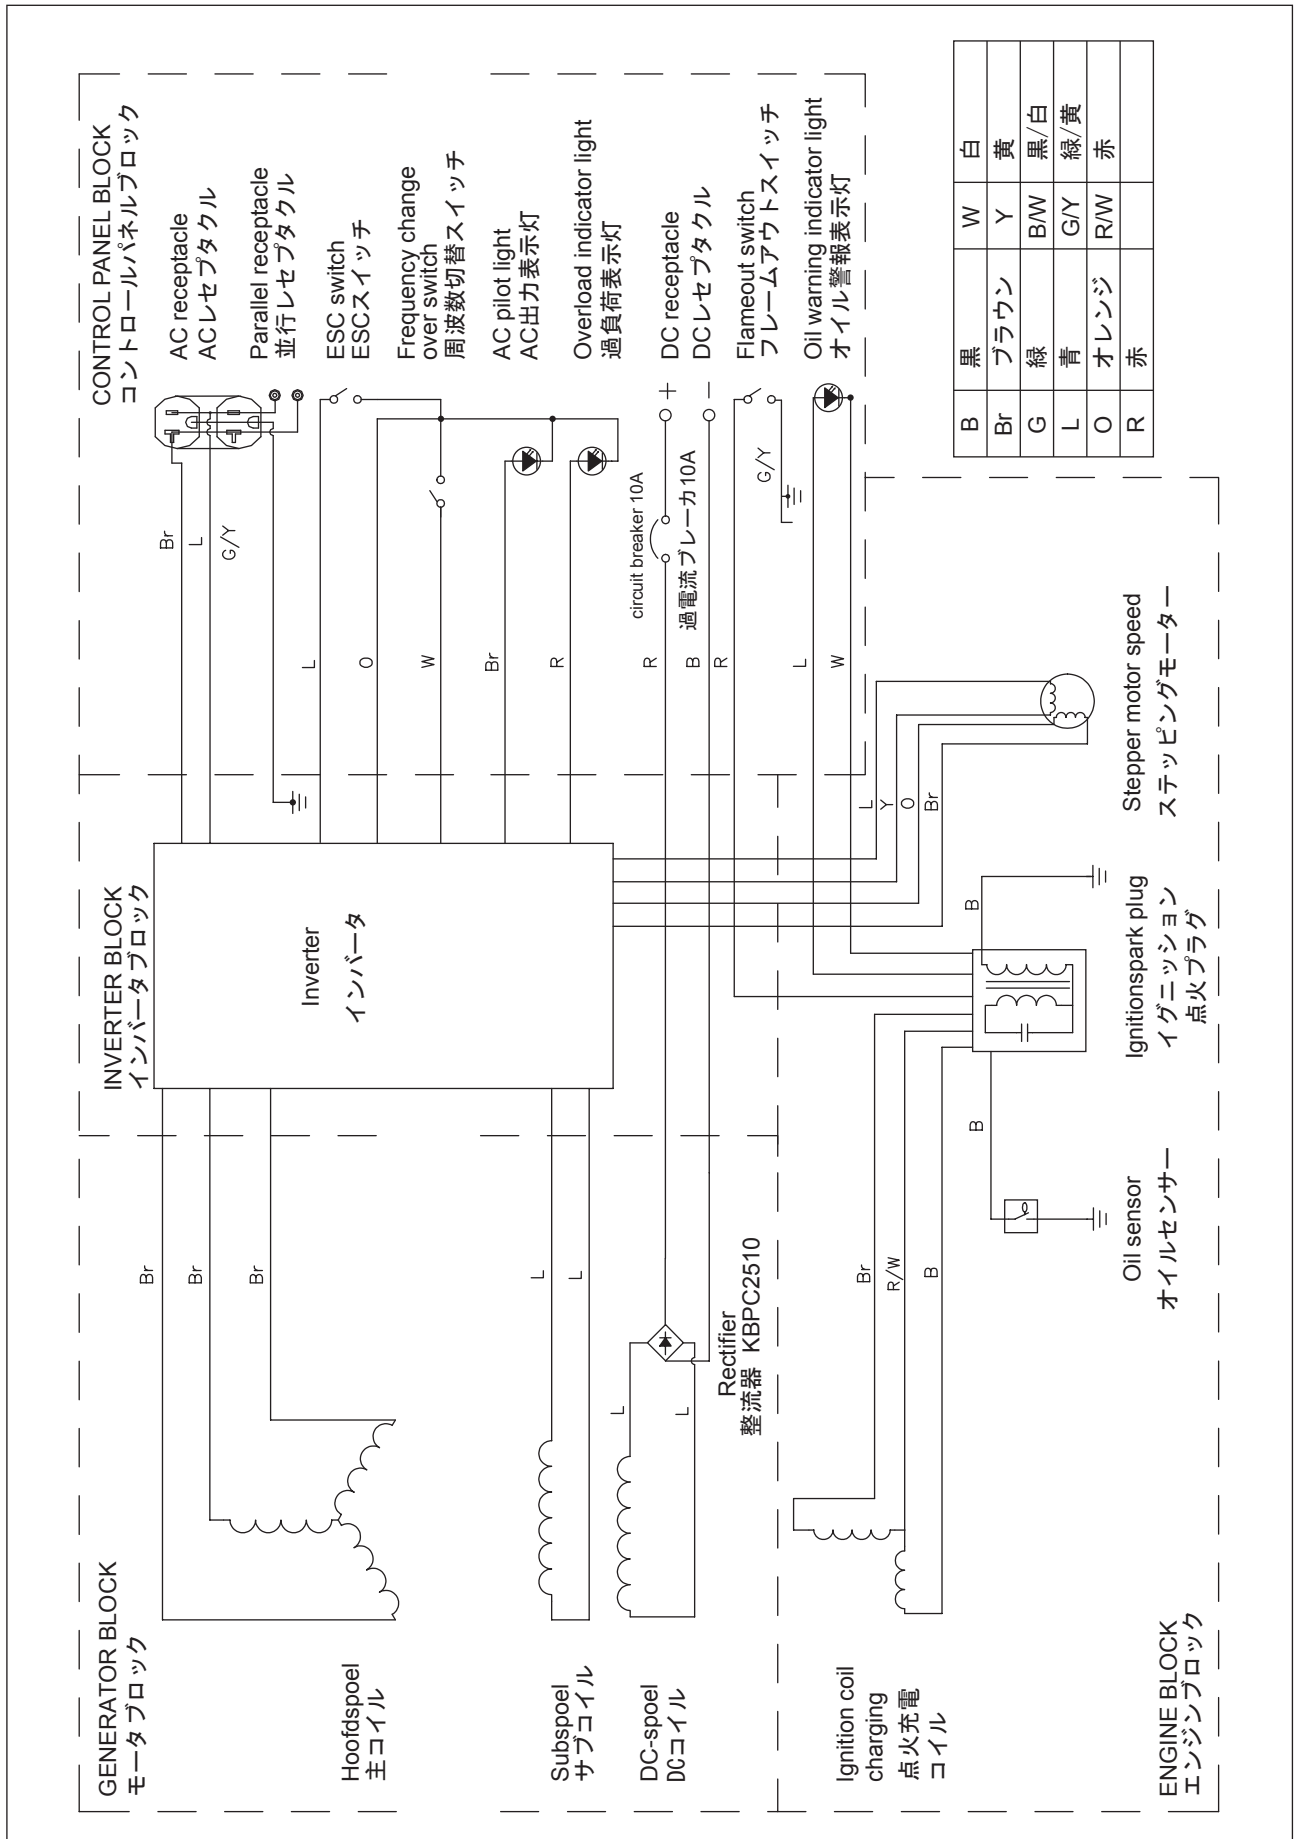 GENERATOR BLOCK
モータブロック
Hoofdspoel
主コイル
Subspoel
サブコイル
DC-spoel
DCコイル
Br
Br
Br
L
L
L
L
Rectifier
整流器 KBPC2510
INVERTER BLOCK
インバータブロック
Inverter
インバータ
CONTROL PANEL BLOCK
コントロールパネルブロック
AC receptacle
ACレセプタクル
Parallel receptacle
並行レセプタクル
ESC switch
ESCスイッチ
Frequency change
over switch
周波数切替スイッチ
AC pilot light
AC出力表示灯
Overload indicator light
過負荷表示灯
DC receptacle
DCレセプタクル
Flameout switch
フレームアウトスイッチ
Oil warning indicator light
オイル警報表示灯
Br
L
G/Y
L
O
W
Br
R
circuit breaker 10A
過電流ブレーカ10A
R
B
R
G/Y
L
W
+
−
ENGINE BLOCK
エンジンブロック
Ignition coil
charging
点火充電
コイル
Br
R/W
B
Oil sensor
オイルセンサー
B
Ignitionspark plug
イグニッション
点火プラグ
B
Stepper motor speed
ステッピングモーター
L
Y
O
Br
B 黒 W 白
Br ブラウン Y 黄
G 緑 B/W 黒/白
L 青 G/Y 緑/黄
O オレンジ R/W 赤
R 赤